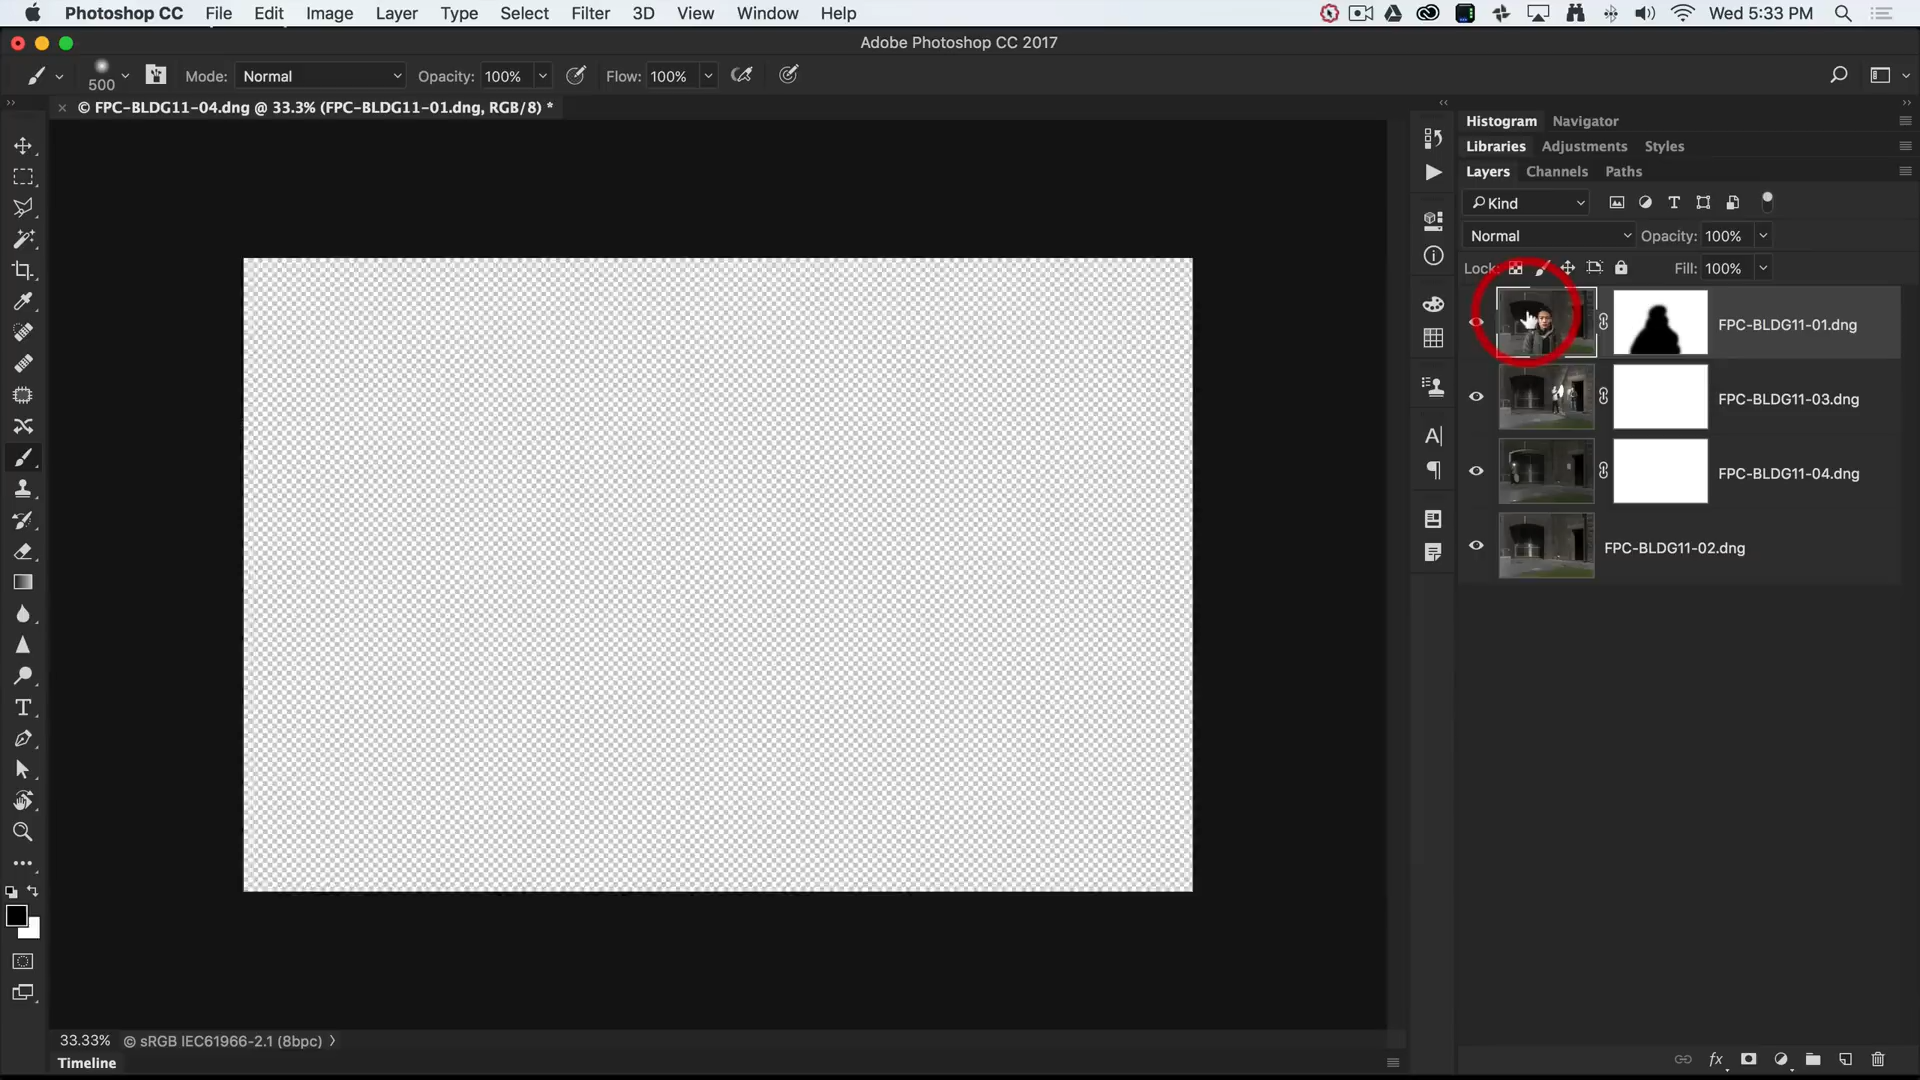 Photoshop CC File Edit Image Layer Type Select Filter 3D View Window Help Wed 5:33 PM
Adobe Photoshop CC 2017
500 Mode: Normal Opacity: 100% Flow: 100%
© FPC-BLDG11-04.dng @ 33.3% (FPC-BLDG11-01.dng, RGB/8) *
Histogram Navigator
Libraries Adjustments Styles
Layers Channels Paths
Kind
Normal Opacity: 100%
Lock: Fill: 100%
FPC-BLDG11-01.dng
FPC-BLDG11-03.dng
FPC-BLDG11-04.dng
FPC-BLDG11-02.dng
33.33% © sRGB IEC61966-2.1 (8bpc)
Timeline